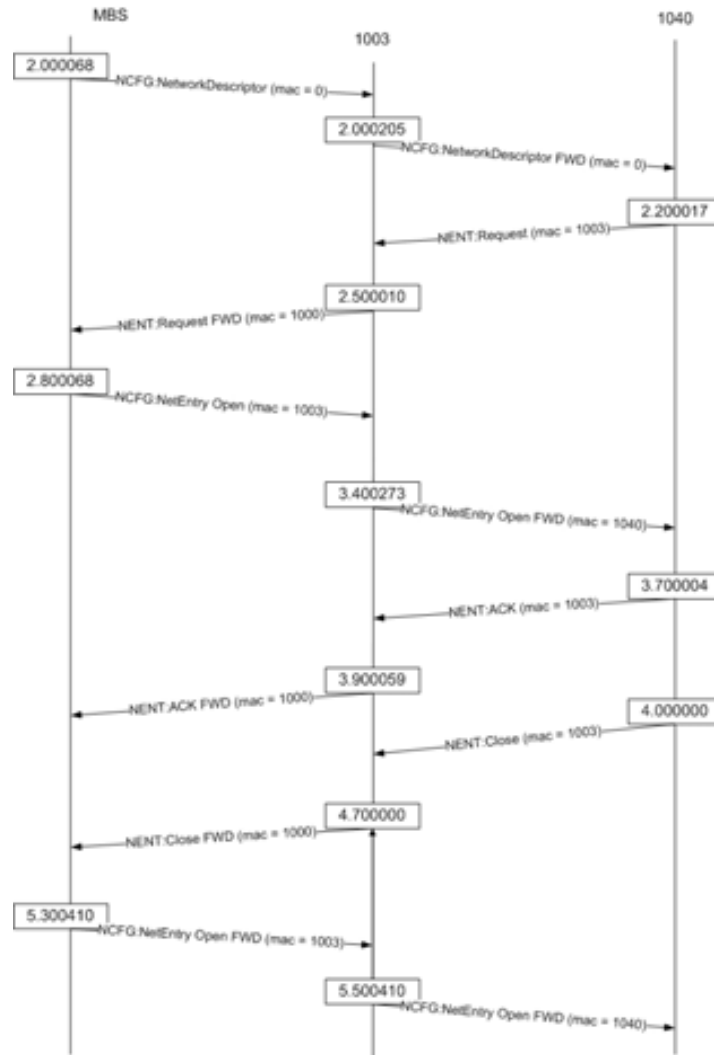 MBS
1003
1040
2.000068
NCFG:NetworkDescriptor (mac = 0)
2.000205
NCFG:NetworkDescriptor FWD (mac = 0)
2.200017
NENT:Request (mac = 1003)
2.500010
NENT:Request FWD (mac = 1000)
2.800068
NCFG:NetEntry Open (mac = 1003)
3.400273
NCFG:NetEntry Open FWD (mac = 1040)
3.700004
NENT:ACK (mac = 1003)
3.900059
NENT:ACK FWD (mac = 1000)
4.000000
NENT:Close (mac = 1003)
4.700000
NENT:Close FWD (mac = 1000)
5.300410
NCFG:NetEntry Open FWD (mac = 1003)
5.500410
NCFG:NetEntry Open FWD (mac = 1040)